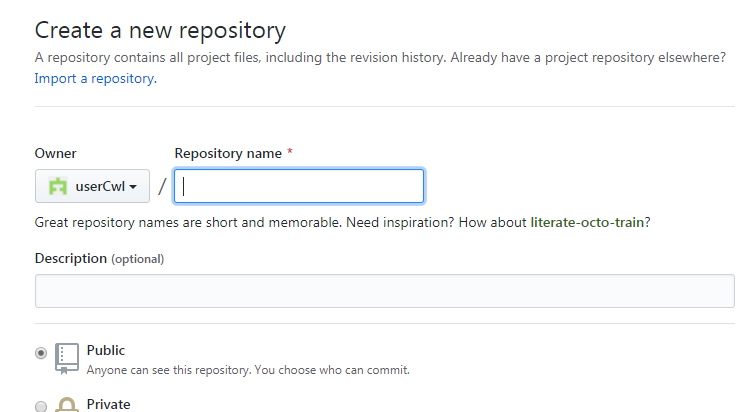 Create a new repository
A repository contains all project files, including the revision history. Already have a project repository elsewhere?
Import a repository.
Owner Repository name *
userCwl /
Great repository names are short and memorable. Need inspiration? How about literate-octo-train?
Description (optional)
Public
Anyone can see this repository. You choose who can commit.
Private